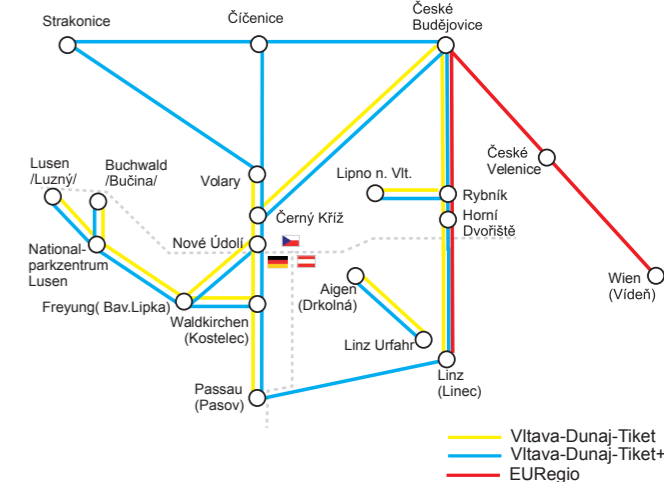 České
Budějovice
Strakonice
Číčenice
České
Velenice
Lusen
/Luzný/
Buchwald
/Bučina/
Volary
Lipno n. Vlt.
Rybník
Černý Kříž
Horní
Dvořiště
Nové Údolí
National-
parkzentrum
Lusen
Freyung( Bav.Lipka)
Waldkirchen
(Kostelec)
Aigen
(Drkolná)
Wien
(Vídeň)
Linz Urfahr
Linz
(Linec)
Passau
(Pasov)
Vltava-Dunaj-Tiket
Vltava-Dunaj-Tiket+
EURegio